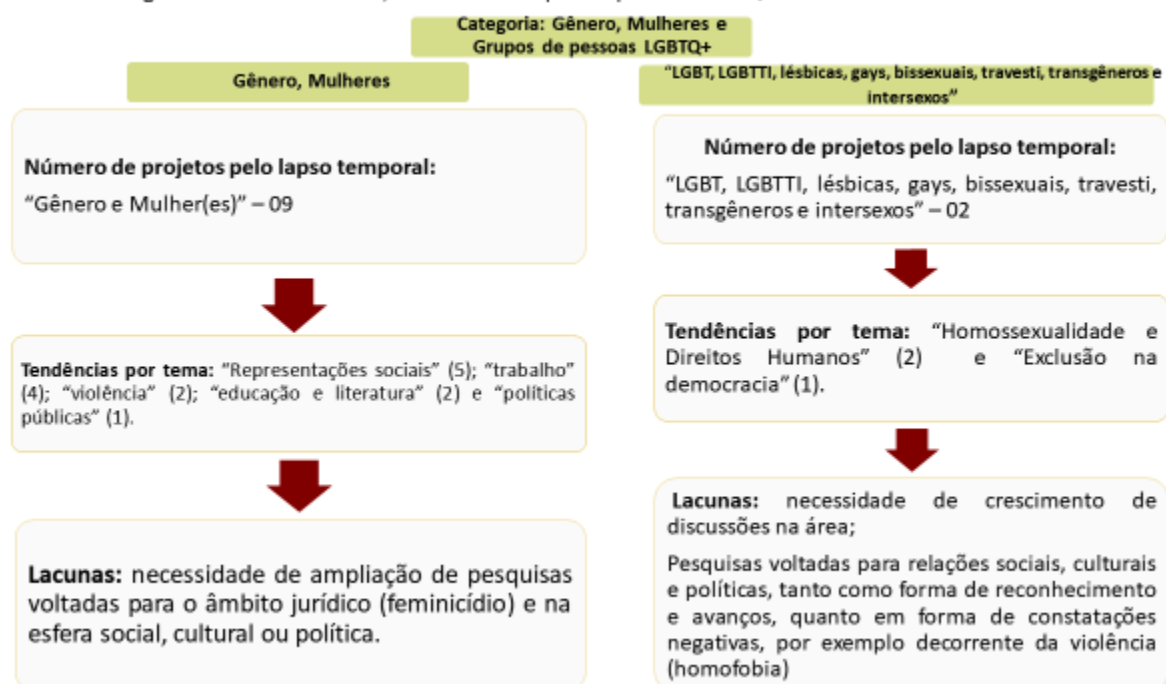 Categoria: Gênero, Mulheres e
Grupos de pessoas LGBTQ+
Gênero, Mulheres
Número de projetos pelo lapso temporal:
“Gênero e Mulher(es)” – 09
Tendências por tema: “Representações sociais” (5); “trabalho”
(4); “violência” (2); “educação e literatura” (2) e “políticas
públicas” (1).
Lacunas: necessidade de ampliação de pesquisas
voltadas para o âmbito jurídico (feminicídio) e na
esfera social, cultural ou política.
“LGBT, LGBTTI, lésbicas, gays, bissexuais, travesti, transgêneros e
intersexos”
Número de projetos pelo lapso temporal:
“LGBT, LGBTTI, lésbicas, gays, bissexuais, travesti,
transgêneros e intersexos” – 02
Tendências por tema: “Homossexualidade e
Direitos Humanos” (2) e “Exclusão na
democracia” (1).
Lacunas: necessidade de crescimento de
discussões na área;
Pesquisas voltadas para relações sociais, culturais
e políticas, tanto como forma de reconhecimento
e avanços, quanto em forma de constatações
negativas, por exemplo decorrente da violência
(homofobia)